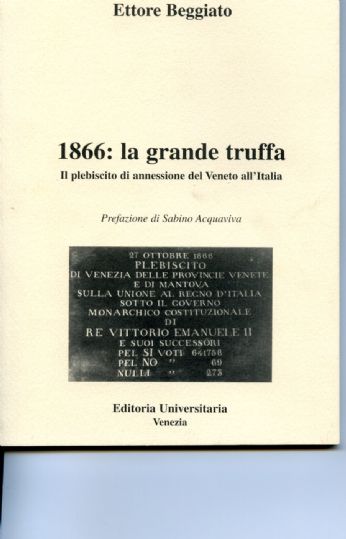 Ettore Beggiato
1866: la grande truffa
Il plebiscito di annessione del Veneto all'Italia
Prefazione di Sabino Acquaviva
27 OTTOBRE 1866
PLEBISCITO
DI VENEZIA DELLE PROVINCIE VENETE
E DI MANTOVA
SULLA UNIONE AL REGNO D'ITALIA
SOTTO IL GOVERNO
MONARCHICO COSTITUZIONALE
DI
RE VITTORIO EMANUELE II
E SUOI SUCCESSORI
PEL SI VOTI 641758
PEL NO " 69
NULLI " 273
Editoria Universitaria
Venezia